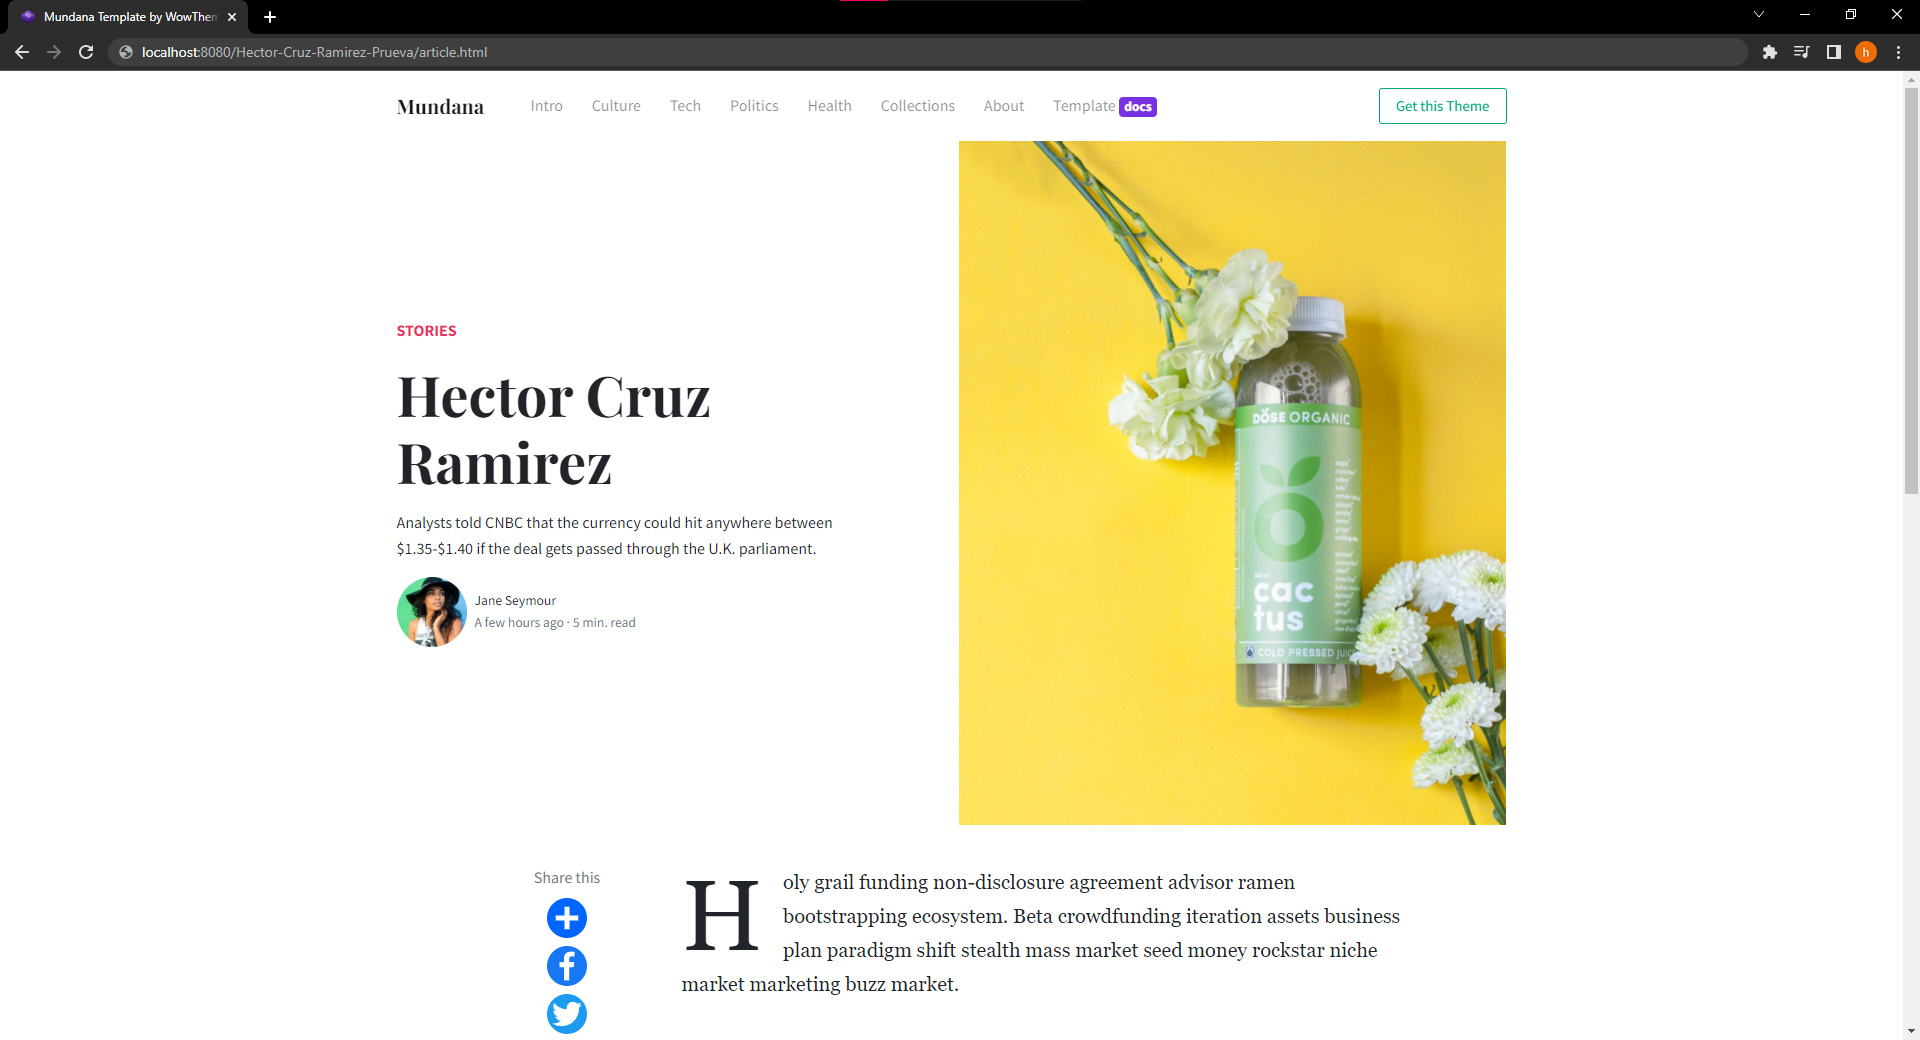 Mundana Template by WowThem
localhost:8080/Hector-Cruz-Ramirez-Prueva/article.html
h
Mundana
Intro
Culture
Tech
Politics
Health
Collections
About
Template docs
Get this Theme
STORIES
Hector Cruz
Ramirez
Analysts told CNBC that the currency could hit anywhere between
$1.35-$1.40 if the deal gets passed through the U.K. parliament.
Jane Seymour
A few hours ago · 5 min. read
DOSE ORGANIC
cac
tus
COLD PRESSED JUIC
Share this
Holy grail funding non-disclosure agreement advisor ramen
bootstrapping ecosystem. Beta crowdfunding iteration assets business
plan paradigm shift stealth mass market seed money rockstar niche
market marketing buzz market.